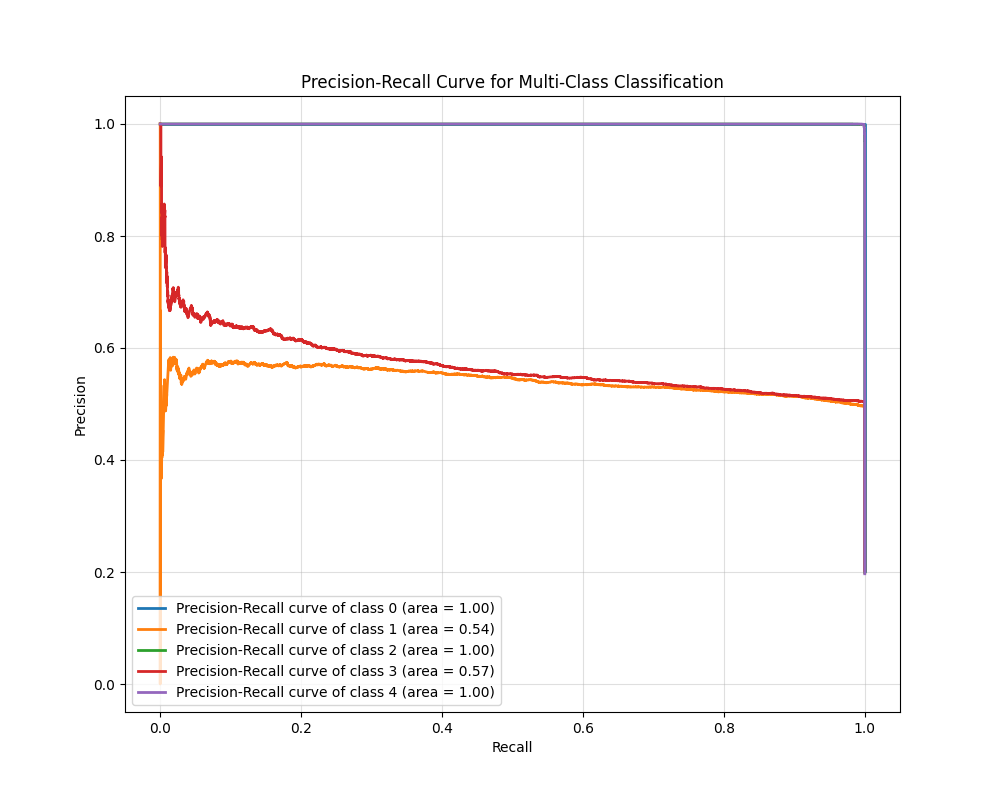 Precision-Recall Curve for Multi-Class Classification
1.0
0.8
0.6
0.4
0.2
0.0
Precision
Precision-Recall curve of class 0 (area = 1.00)
Precision-Recall curve of class 1 (area = 0.54)
Precision-Recall curve of class 2 (area = 1.00)
Precision-Recall curve of class 3 (area = 0.57)
Precision-Recall curve of class 4 (area = 1.00)
0.0 0.2 0.4 0.6 0.8 1.0
Recall